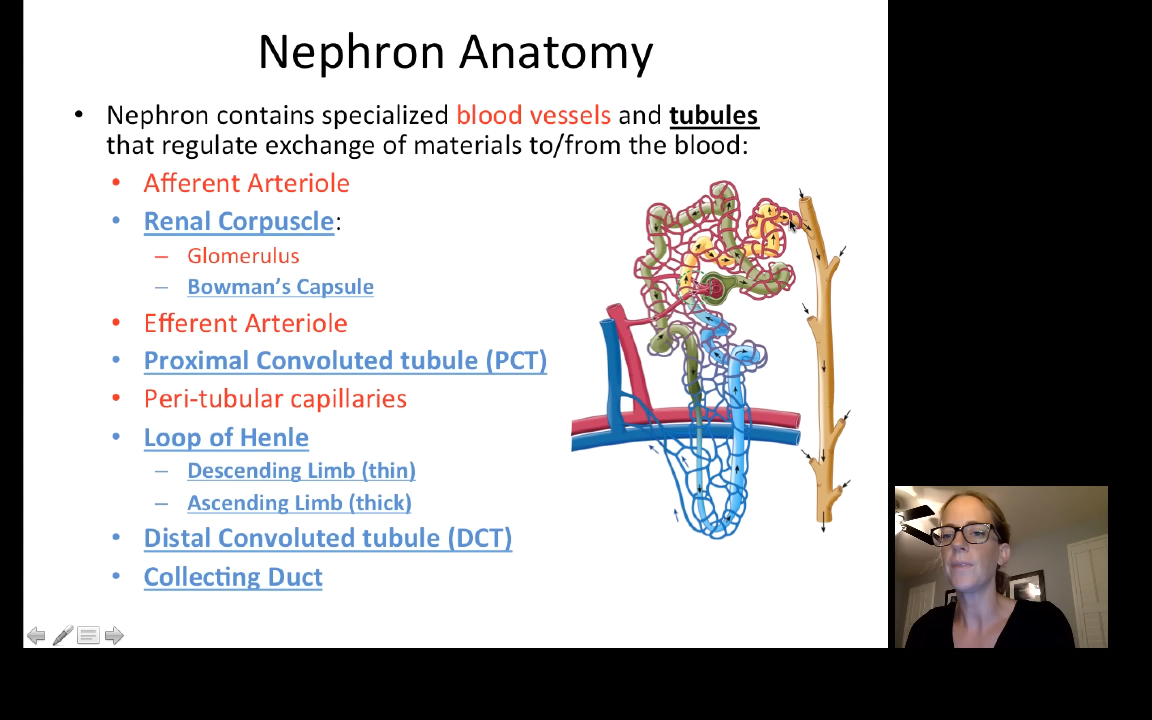 Nephron Anatomy
• Nephron contains specialized blood vessels and tubules
that regulate exchange of materials to/from the blood:
• Afferent Arteriole
• Renal Corpuscle:
– Glomerulus
– Bowman’s Capsule
• Efferent Arteriole
• Proximal Convoluted tubule (PCT)
• Peri-tubular capillaries
• Loop of Henle
– Descending Limb (thin)
– Ascending Limb (thick)
• Distal Convoluted tubule (DCT)
• Collecting Duct